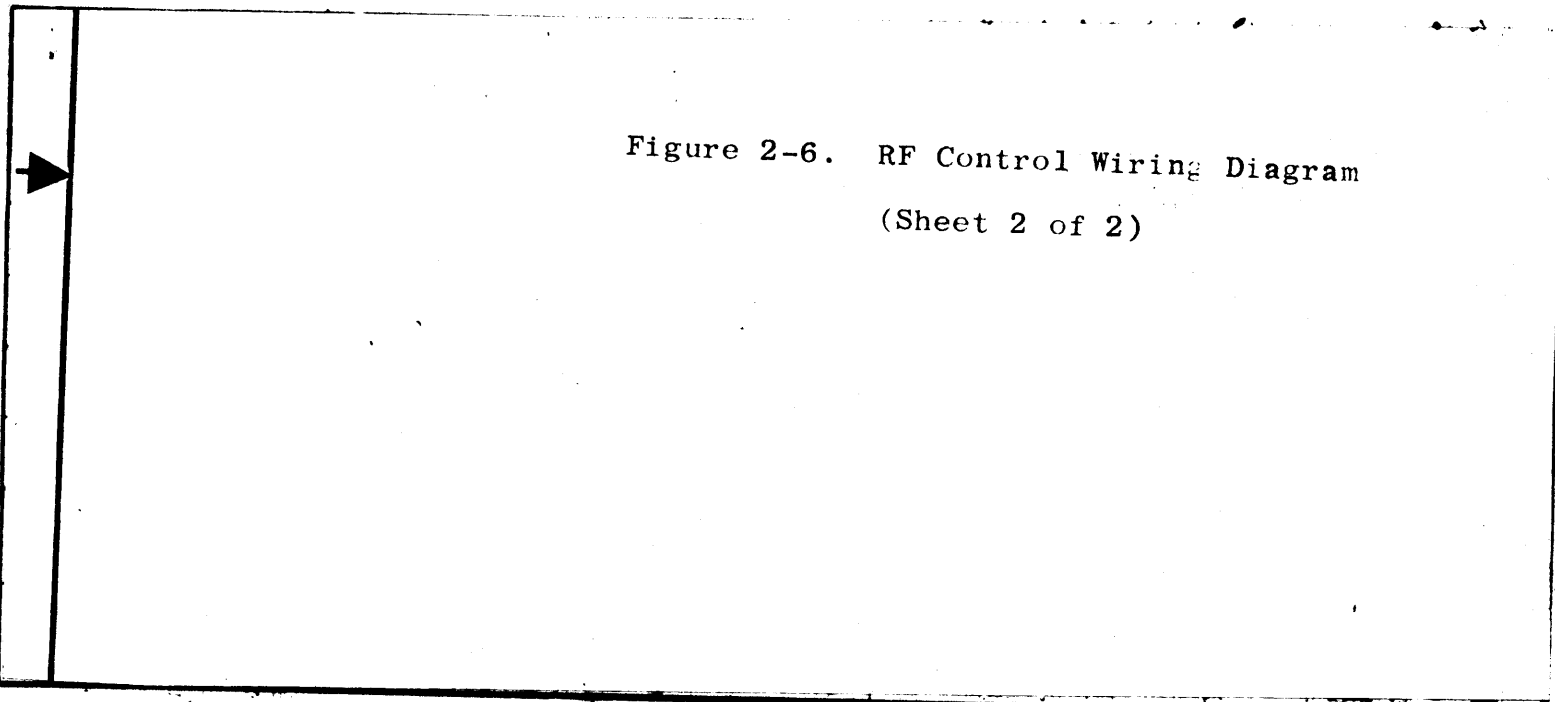 Figure 2-6. RF Control Wiring Diagram
(Sheet 2 of 2)